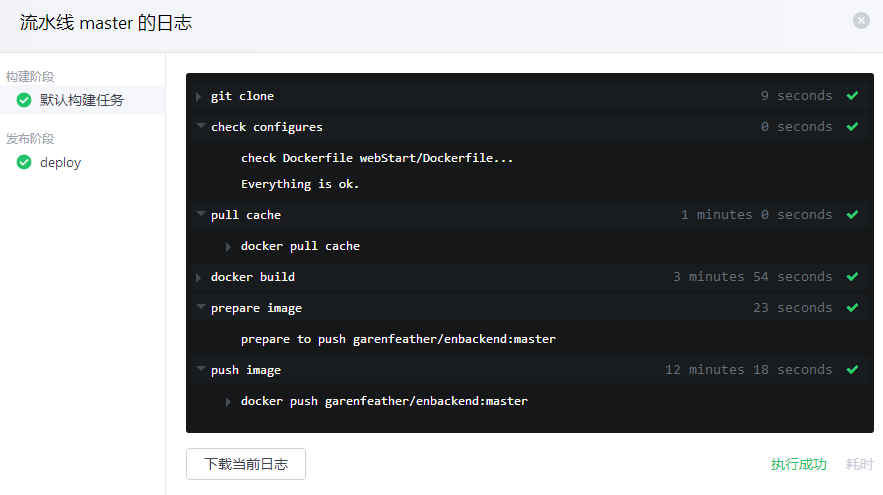 流水线 master 的日志
构建阶段
默认构建任务
发布阶段
deploy
git clone 9 seconds
check configures 0 seconds
check Dockerfile webStart/Dockerfile...
Everything is ok.
pull cache 1 minutes 0 seconds
docker pull cache
docker build 3 minutes 54 seconds
prepare image 23 seconds
prepare to push garenfeather/enbackend:master
push image 12 minutes 18 seconds
docker push garenfeather/enbackend:master
下载当前日志
执行成功 耗时